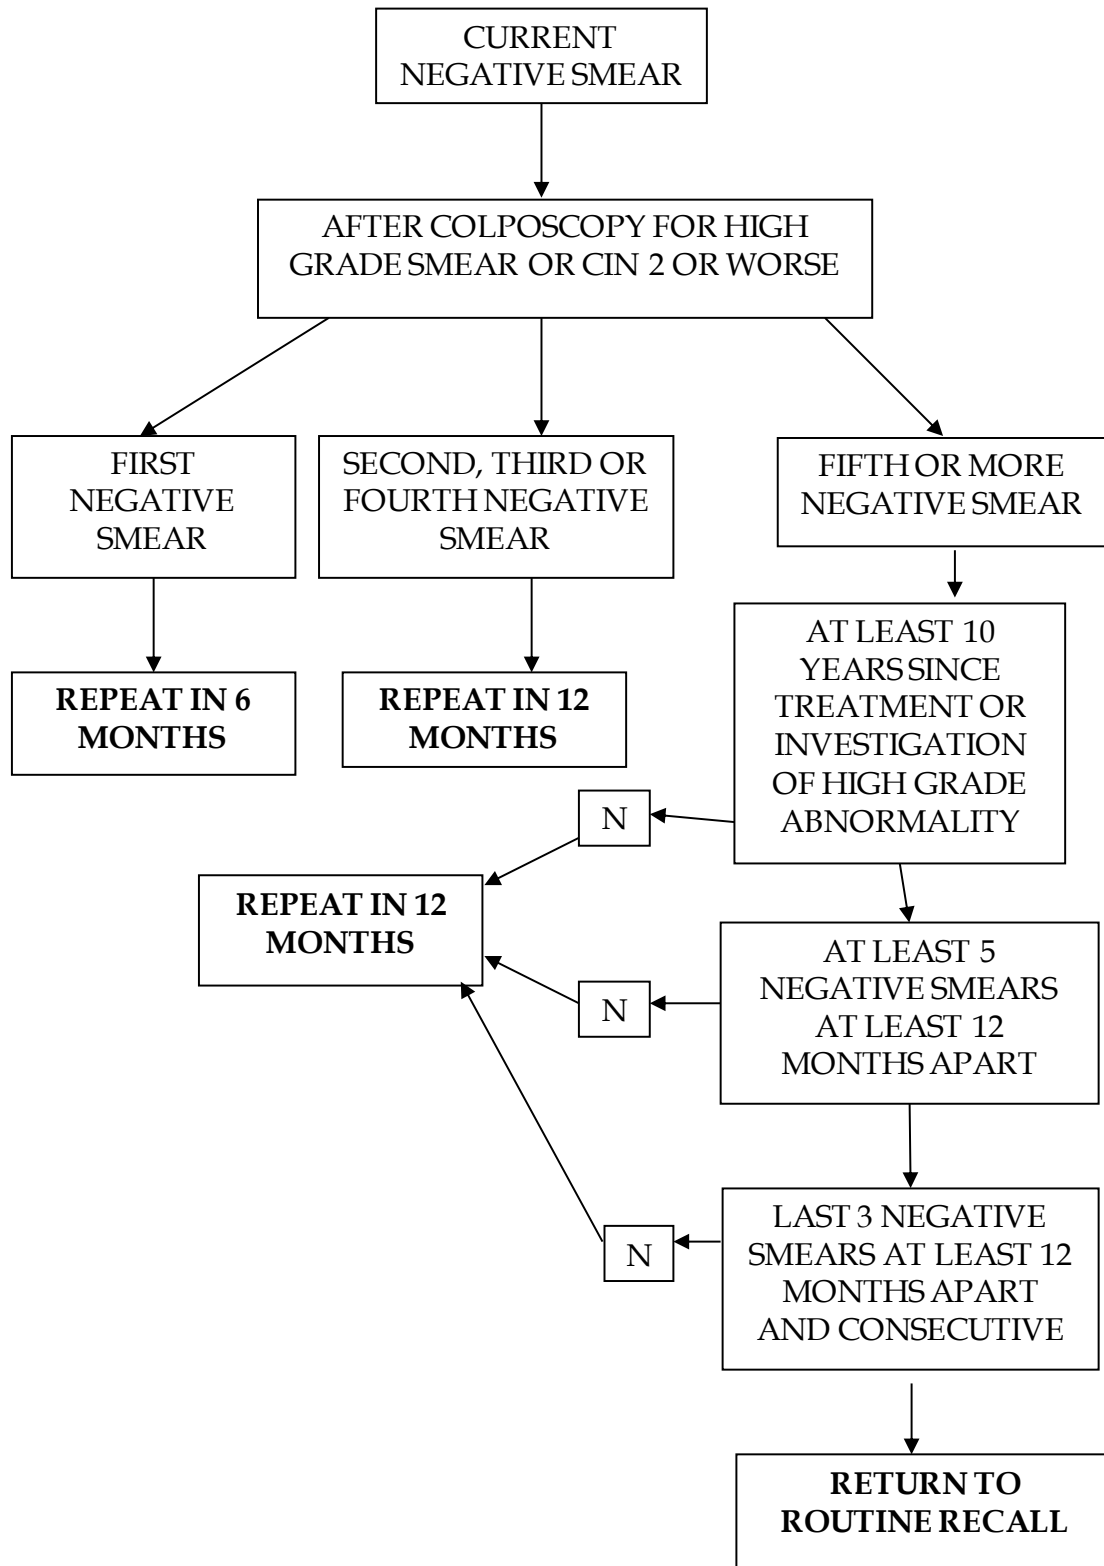 CURRENT
NEGATIVE SMEAR
AFTER COLPOSCOPY FOR HIGH
GRADE SMEAR OR CIN 2 OR WORSE
FIRST
NEGATIVE
SMEAR
SECOND, THIRD OR
FOURTH NEGATIVE
SMEAR
FIFTH OR MORE
NEGATIVE SMEAR
REPEAT IN 6
MONTHS
REPEAT IN 12
MONTHS
AT LEAST 10
YEARS SINCE
TREATMENT OR
INVESTIGATION
OF HIGH GRADE
ABNORMALITY
N
REPEAT IN 12
MONTHS
AT LEAST 5
NEGATIVE SMEARS
AT LEAST 12
MONTHS APART
N
LAST 3 NEGATIVE
SMEARS AT LEAST 12
MONTHS APART
AND CONSECUTIVE
N
RETURN TO
ROUTINE RECALL